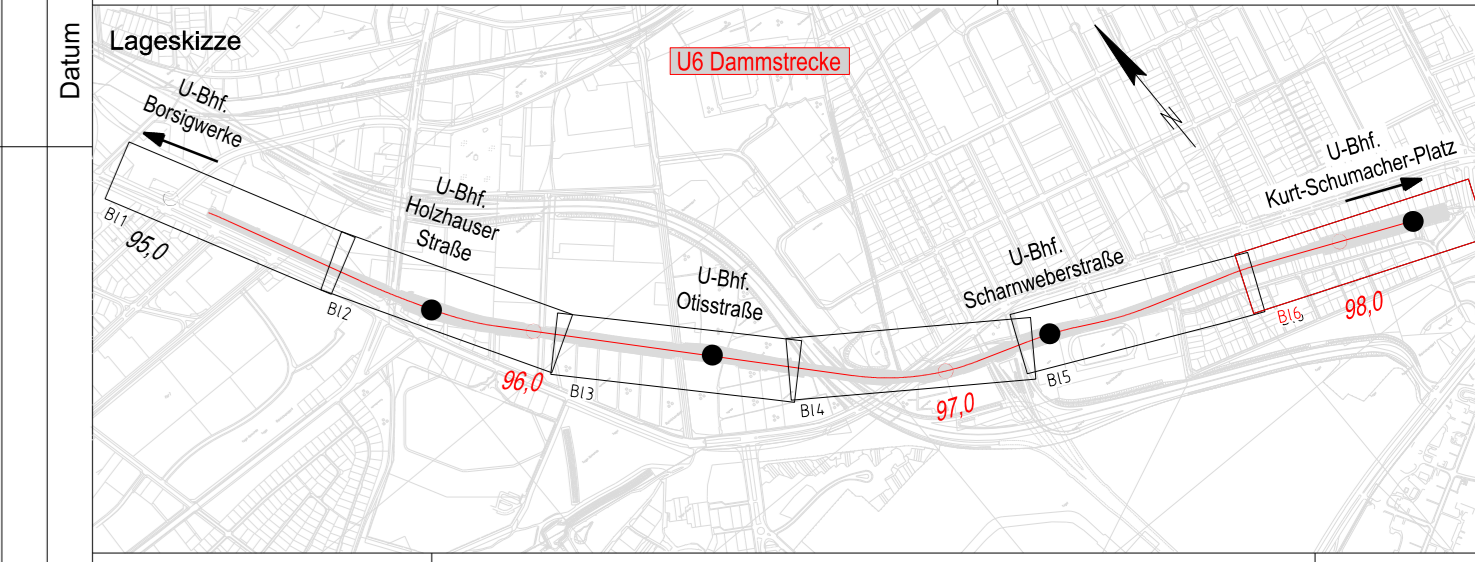 Datum
Lageskizze
U6 Dammstrecke
U-Bhf.
Borsigwerke
N
U-Bhf.
Kurt-Schumacher-Platz
U-Bhf.
Holzhauser
Straße
Bl1
95,0
U-Bhf.
Scharnweberstraße
U-Bhf.
Otisstraße
Bl2
Bl6
98,0
96,0
Bl3
Bl4
97,0
Bl5